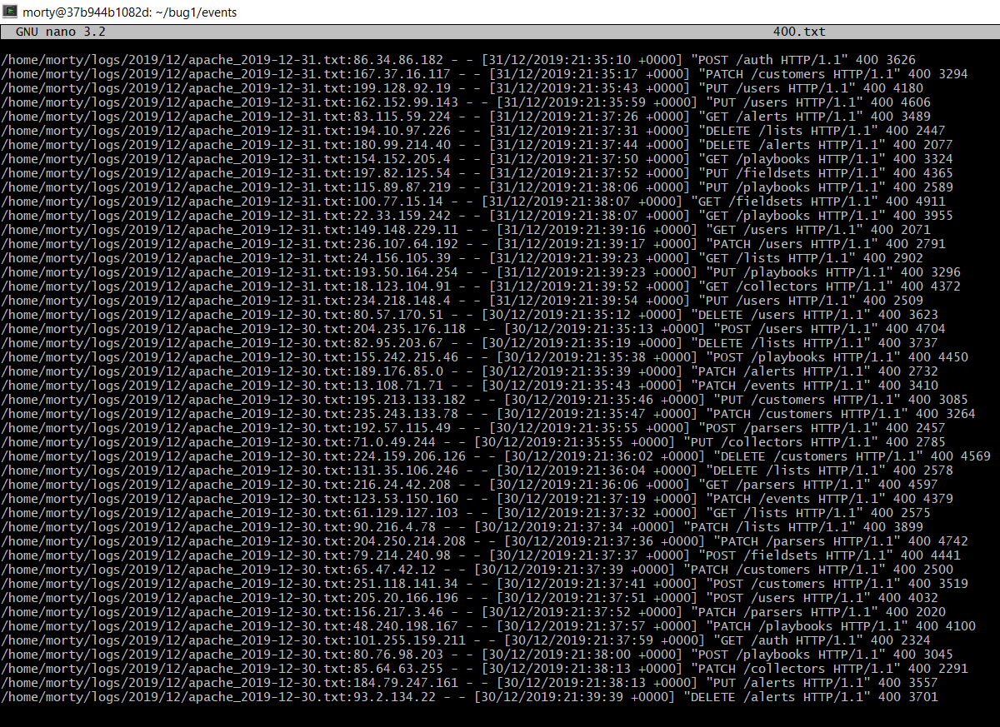 morty@37b944b1082d: ~/bug1/events
GNU nano 3.2 400.txt
/home/morty/logs/2019/12/apache_2019-12-31.txt:86.34.86.182 - - [31/12/2019:21:35:10 +0000] "POST /auth HTTP/1.1" 400 3626
/home/morty/logs/2019/12/apache_2019-12-31.txt:167.37.16.117 - - [31/12/2019:21:35:17 +0000] "PATCH /customers HTTP/1.1" 400 3294
/home/morty/logs/2019/12/apache_2019-12-31.txt:199.128.92.19 - - [31/12/2019:21:35:43 +0000] "PUT /users HTTP/1.1" 400 4180
/home/morty/logs/2019/12/apache_2019-12-31.txt:162.152.99.143 - - [31/12/2019:21:35:59 +0000] "PUT /users HTTP/1.1" 400 4606
/home/morty/logs/2019/12/apache_2019-12-31.txt:83.115.59.224 - - [31/12/2019:21:37:26 +0000] "GET /alerts HTTP/1.1" 400 3489
/home/morty/logs/2019/12/apache_2019-12-31.txt:194.10.97.226 - - [31/12/2019:21:37:31 +0000] "DELETE /lists HTTP/1.1" 400 2447
/home/morty/logs/2019/12/apache_2019-12-31.txt:180.99.214.40 - - [31/12/2019:21:37:44 +0000] "DELETE /alerts HTTP/1.1" 400 2077
/home/morty/logs/2019/12/apache_2019-12-31.txt:154.152.205.4 - - [31/12/2019:21:37:50 +0000] "GET /playbooks HTTP/1.1" 400 3324
/home/morty/logs/2019/12/apache_2019-12-31.txt:197.82.125.54 - - [31/12/2019:21:37:52 +0000] "PUT /fieldsets HTTP/1.1" 400 4365
/home/morty/logs/2019/12/apache_2019-12-31.txt:115.89.87.219 - - [31/12/2019:21:38:06 +0000] "PUT /playbooks HTTP/1.1" 400 2589
/home/morty/logs/2019/12/apache_2019-12-31.txt:100.77.15.14 - - [31/12/2019:21:38:07 +0000] "GET /fieldsets HTTP/1.1" 400 4911
/home/morty/logs/2019/12/apache_2019-12-31.txt:22.33.159.242 - - [31/12/2019:21:38:07 +0000] "GET /playbooks HTTP/1.1" 400 3955
/home/morty/logs/2019/12/apache_2019-12-31.txt:149.148.229.11 - - [31/12/2019:21:39:16 +0000] "GET /users HTTP/1.1" 400 2071
/home/morty/logs/2019/12/apache_2019-12-31.txt:236.107.64.192 - - [31/12/2019:21:39:17 +0000] "PATCH /users HTTP/1.1" 400 2791
/home/morty/logs/2019/12/apache_2019-12-31.txt:24.156.105.39 - - [31/12/2019:21:39:23 +0000] "GET /lists HTTP/1.1" 400 2902
/home/morty/logs/2019/12/apache_2019-12-31.txt:193.50.164.254 - - [31/12/2019:21:39:23 +0000] "PUT /playbooks HTTP/1.1" 400 3296
/home/morty/logs/2019/12/apache_2019-12-31.txt:18.123.104.91 - - [31/12/2019:21:39:52 +0000] "GET /collectors HTTP/1.1" 400 4372
/home/morty/logs/2019/12/apache_2019-12-31.txt:234.218.148.4 - - [31/12/2019:21:39:54 +0000] "PUT /users HTTP/1.1" 400 2509
/home/morty/logs/2019/12/apache_2019-12-30.txt:80.57.170.51 - - [30/12/2019:21:35:12 +0000] "DELETE /users HTTP/1.1" 400 3623
/home/morty/logs/2019/12/apache_2019-12-30.txt:204.235.176.118 - - [30/12/2019:21:35:13 +0000] "POST /users HTTP/1.1" 400 4704
/home/morty/logs/2019/12/apache_2019-12-30.txt:82.95.203.67 - - [30/12/2019:21:35:19 +0000] "DELETE /lists HTTP/1.1" 400 3737
/home/morty/logs/2019/12/apache_2019-12-30.txt:155.242.215.46 - - [30/12/2019:21:35:38 +0000] "POST /playbooks HTTP/1.1" 400 4450
/home/morty/logs/2019/12/apache_2019-12-30.txt:189.176.85.0 - - [30/12/2019:21:35:39 +0000] "PATCH /alerts HTTP/1.1" 400 2732
/home/morty/logs/2019/12/apache_2019-12-30.txt:13.108.71.71 - - [30/12/2019:21:35:43 +0000] "PATCH /events HTTP/1.1" 400 3410
/home/morty/logs/2019/12/apache_2019-12-30.txt:195.213.133.182 - - [30/12/2019:21:35:46 +0000] "PUT /customers HTTP/1.1" 400 3085
/home/morty/logs/2019/12/apache_2019-12-30.txt:235.243.133.78 - - [30/12/2019:21:35:47 +0000] "PATCH /customers HTTP/1.1" 400 3264
/home/morty/logs/2019/12/apache_2019-12-30.txt:192.57.115.49 - - [30/12/2019:21:35:55 +0000] "POST /parsers HTTP/1.1" 400 2457
/home/morty/logs/2019/12/apache_2019-12-30.txt:71.0.49.244 - - [30/12/2019:21:35:55 +0000] "PUT /collectors HTTP/1.1" 400 2785
/home/morty/logs/2019/12/apache_2019-12-30.txt:224.159.206.126 - - [30/12/2019:21:36:02 +0000] "DELETE /customers HTTP/1.1" 400 4569
/home/morty/logs/2019/12/apache_2019-12-30.txt:131.35.106.246 - - [30/12/2019:21:36:04 +0000] "DELETE /lists HTTP/1.1" 400 2578
/home/morty/logs/2019/12/apache_2019-12-30.txt:216.24.42.208 - - [30/12/2019:21:36:06 +0000] "GET /parsers HTTP/1.1" 400 4597
/home/morty/logs/2019/12/apache_2019-12-30.txt:123.53.150.160 - - [30/12/2019:21:37:19 +0000] "PATCH /events HTTP/1.1" 400 4379
/home/morty/logs/2019/12/apache_2019-12-30.txt:61.129.127.103 - - [30/12/2019:21:37:32 +0000] "GET /lists HTTP/1.1" 400 2575
/home/morty/logs/2019/12/apache_2019-12-30.txt:90.216.4.78 - - [30/12/2019:21:37:34 +0000] "PATCH /lists HTTP/1.1" 400 3899
/home/morty/logs/2019/12/apache_2019-12-30.txt:204.250.214.208 - - [30/12/2019:21:37:36 +0000] "PATCH /parsers HTTP/1.1" 400 4742
/home/morty/logs/2019/12/apache_2019-12-30.txt:79.214.240.98 - - [30/12/2019:21:37:37 +0000] "POST /fieldsets HTTP/1.1" 400 4441
/home/morty/logs/2019/12/apache_2019-12-30.txt:65.47.42.12 - - [30/12/2019:21:37:39 +0000] "PATCH /customers HTTP/1.1" 400 2500
/home/morty/logs/2019/12/apache_2019-12-30.txt:251.118.141.34 - - [30/12/2019:21:37:41 +0000] "POST /customers HTTP/1.1" 400 3519
/home/morty/logs/2019/12/apache_2019-12-30.txt:205.20.166.196 - - [30/12/2019:21:37:51 +0000] "POST /users HTTP/1.1" 400 4032
/home/morty/logs/2019/12/apache_2019-12-30.txt:156.217.3.46 - - [30/12/2019:21:37:52 +0000] "PATCH /parsers HTTP/1.1" 400 2020
/home/morty/logs/2019/12/apache_2019-12-30.txt:48.240.198.167 - - [30/12/2019:21:37:57 +0000] "PATCH /playbooks HTTP/1.1" 400 4100
/home/morty/logs/2019/12/apache_2019-12-30.txt:101.255.159.211 - - [30/12/2019:21:37:59 +0000] "GET /auth HTTP/1.1" 400 2324
/home/morty/logs/2019/12/apache_2019-12-30.txt:80.76.98.203 - - [30/12/2019:21:38:00 +0000] "POST /playbooks HTTP/1.1" 400 3045
/home/morty/logs/2019/12/apache_2019-12-30.txt:85.64.63.255 - - [30/12/2019:21:38:13 +0000] "PATCH /collectors HTTP/1.1" 400 2291
/home/morty/logs/2019/12/apache_2019-12-30.txt:184.79.247.161 - - [30/12/2019:21:38:13 +0000] "PUT /alerts HTTP/1.1" 400 3557
/home/morty/logs/2019/12/apache_2019-12-30.txt:93.2.134.22 - - [30/12/2019:21:39:39 +0000] "DELETE /alerts HTTP/1.1" 400 3701